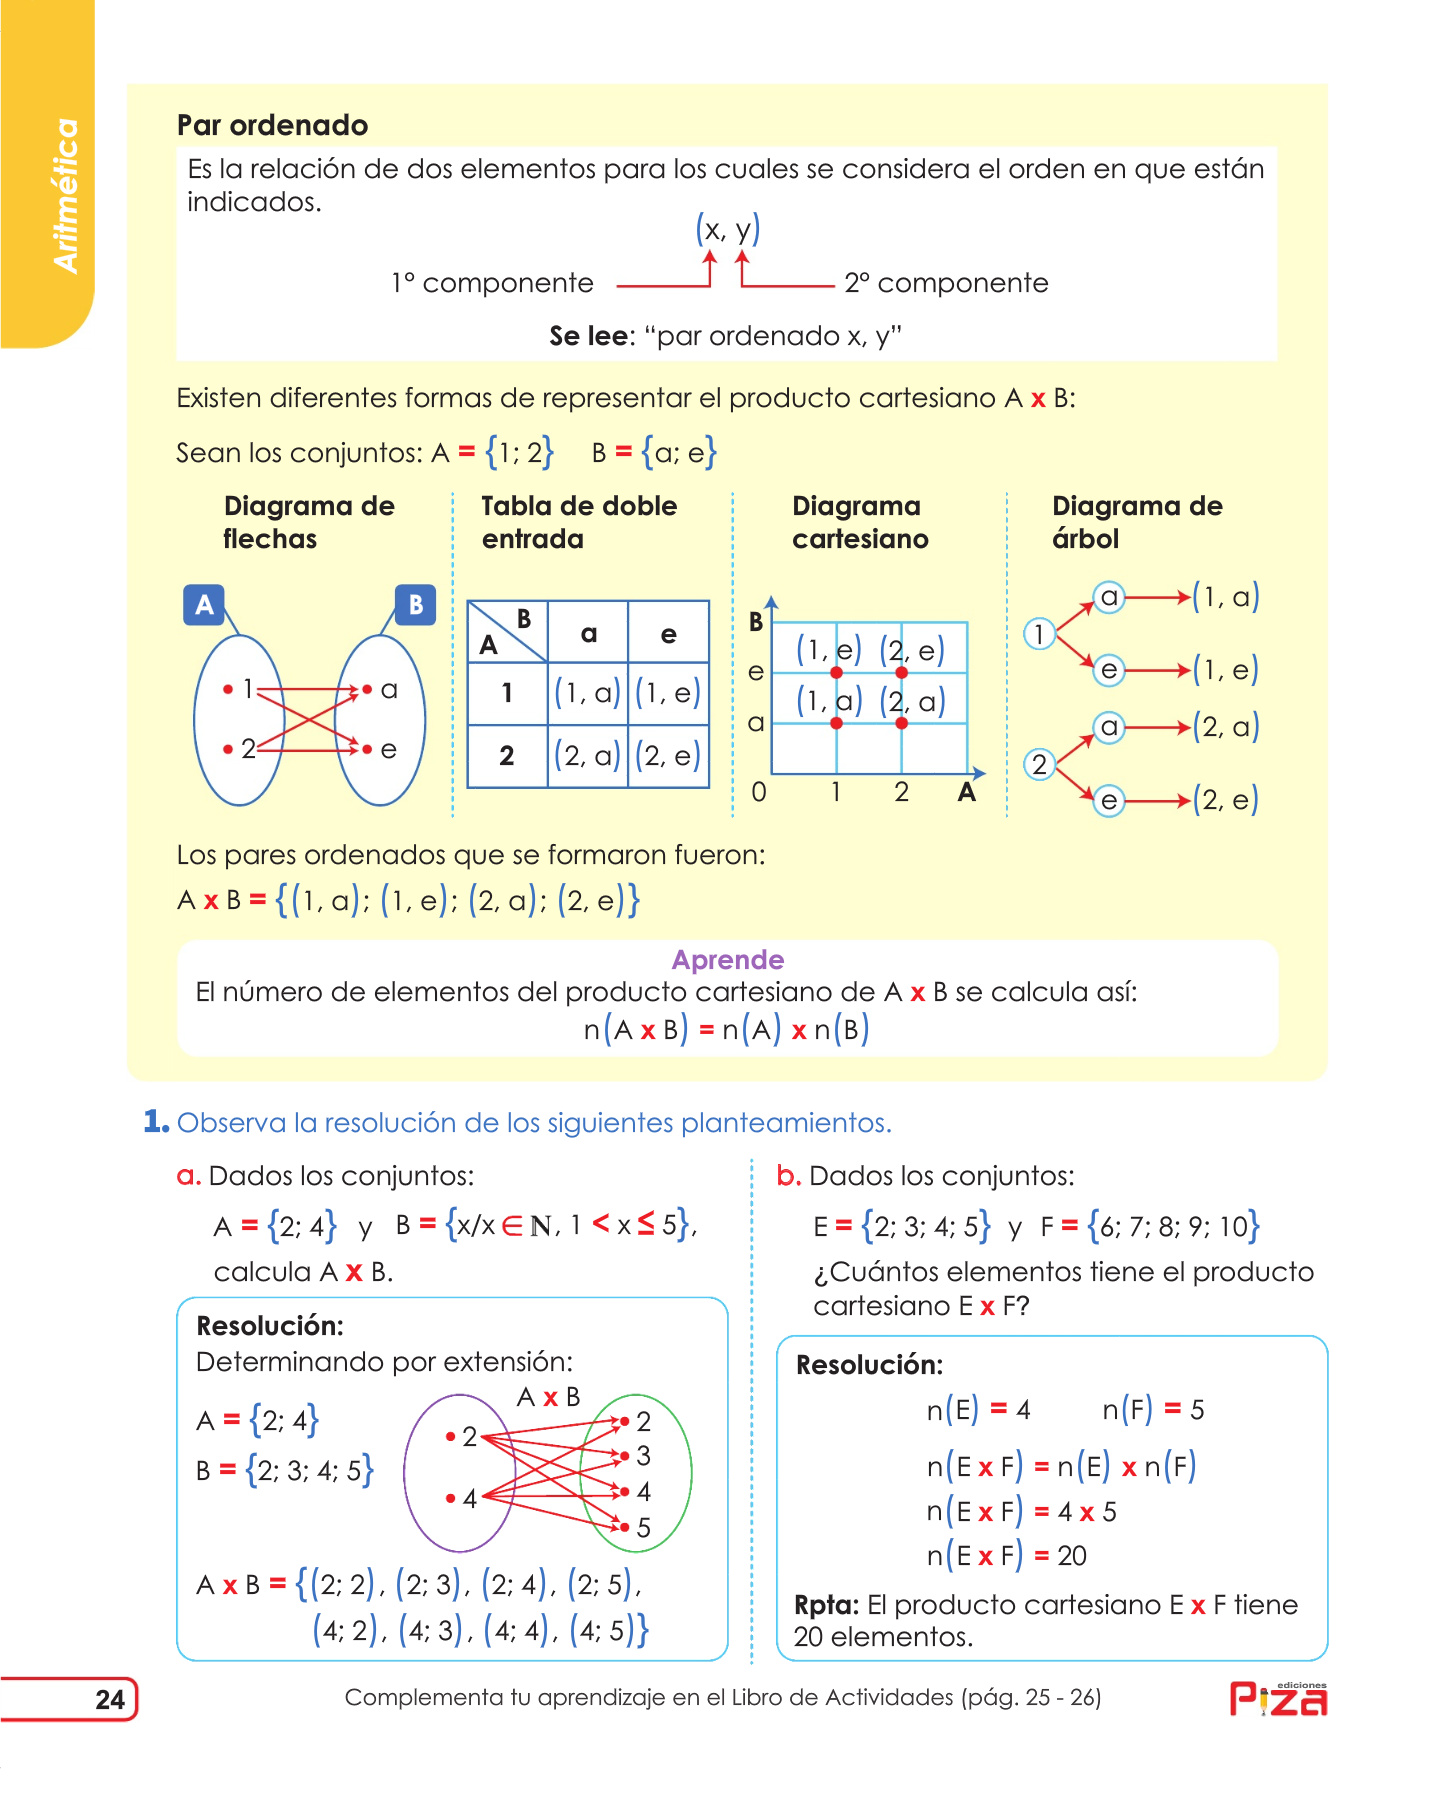 Aritmética
Par ordenado
Es la relación de dos elementos para los cuales se considera el orden en que están
indicados.
(x, y)
1° componente 2° componente
Se lee: “par ordenado x, y”
Existen diferentes formas de representar el producto cartesiano A x B:
Sean los conjuntos: A = {1; 2} B = {a; e}
Diagrama de
flechas
A B
1 a
2 e
Tabla de doble
entrada
B
A a e
1 (1, a) (1, e)
2 (2, a) (2, e)
Diagrama
cartesiano
B
(1, e) (2, e)
e
(1, a) (2, a)
a
0 1 2 A
Diagrama de
árbol
a (1, a)
1
e (1, e)
a (2, a)
2
e (2, e)
Los pares ordenados que se formaron fueron:
A x B = {(1, a); (1, e); (2, a); (2, e)}
Aprende
El número de elementos del producto cartesiano de A x B se calcula así:
n(A x B) = n(A) x n(B)
1. Observa la resolución de los siguientes planteamientos.
a. Dados los conjuntos:
A = {2; 4} y B = {x/x ∈ ℕ, 1 < x ≤ 5},
calcula A x B.
Resolución:
Determinando por extensión:
A = {2; 4}
B = {2; 3; 4; 5}
A x B
2
4
2
3
4
5
A x B = {(2; 2), (2; 3), (2; 4), (2; 5),
(4; 2), (4; 3), (4; 4), (4; 5)}
b. Dados los conjuntos:
E = {2; 3; 4; 5} y F = {6; 7; 8; 9; 10}
¿Cuántos elementos tiene el producto
cartesiano E x F?
Resolución:
n(E) = 4 n(F) = 5
n(E x F) = n(E) x n(F)
n(E x F) = 4 x 5
n(E x F) = 20
Rpta: El producto cartesiano E x F tiene
20 elementos.
24
Complementa tu aprendizaje en el Libro de Actividades (pág. 25 - 26)
ediciones
Piza